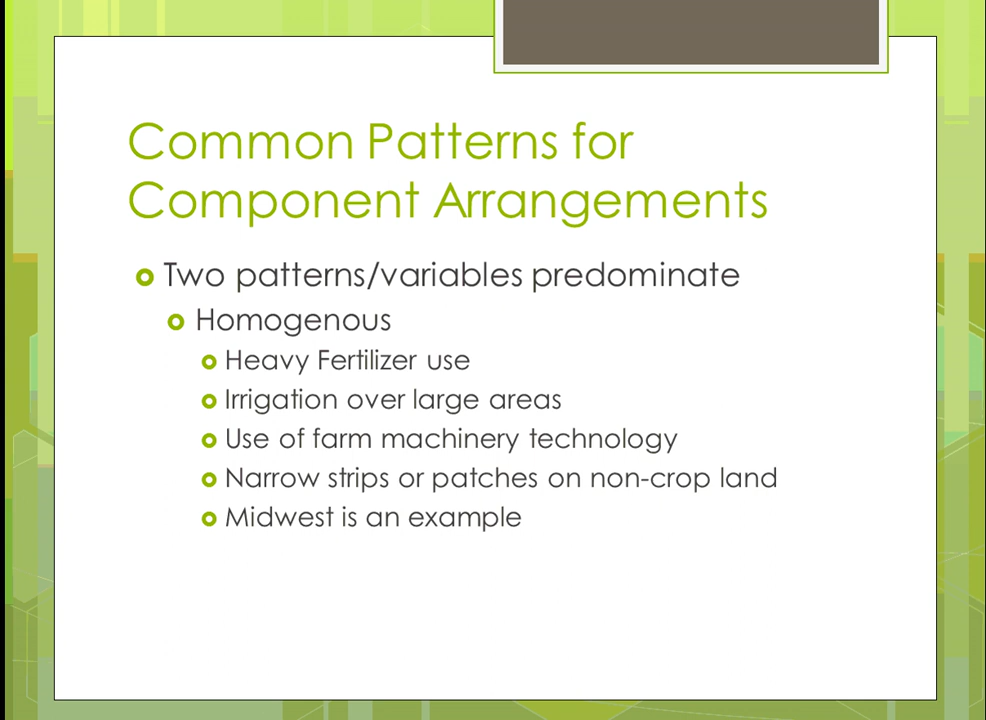 Common Patterns for
Component Arrangements
Two patterns/variables predominate
Homogenous
Heavy Fertilizer use
Irrigation over large areas
Use of farm machinery technology
Narrow strips or patches on non-crop land
Midwest is an example